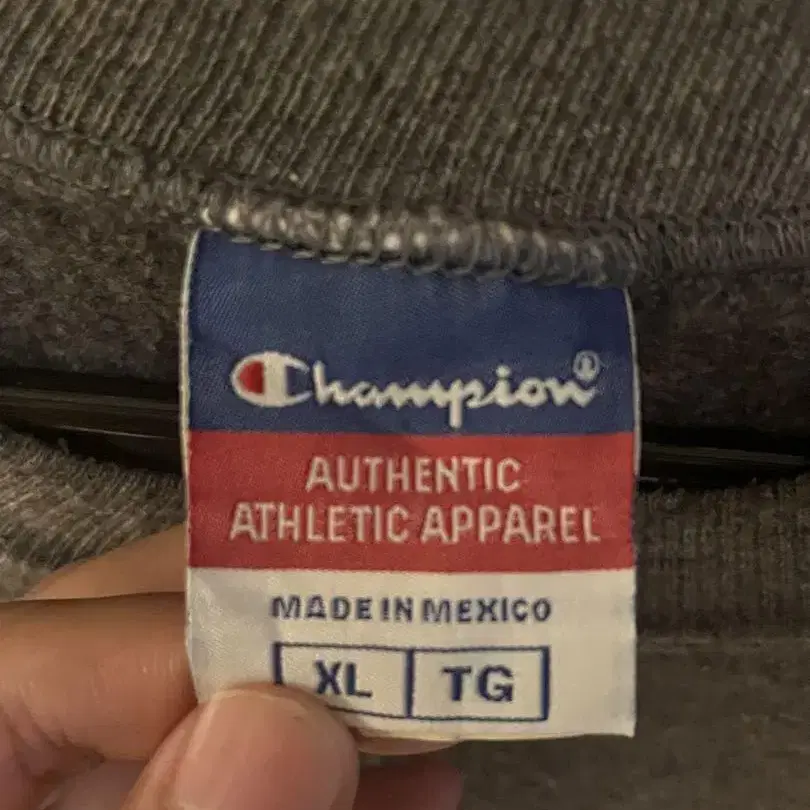 Champion®
AUTHENTIC
ATHLETIC APPAREL
MADE IN MEXICO
XL TG